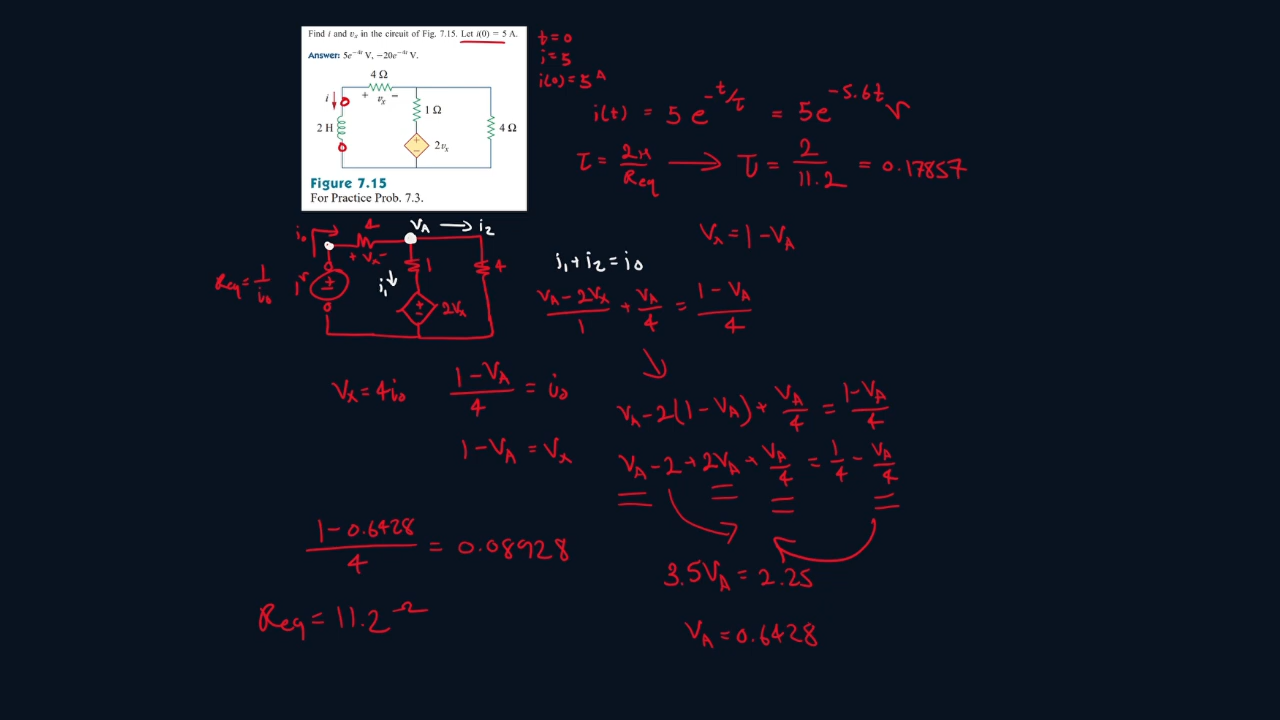 Find i and vx in the circuit of Fig. 7.15. Let i(0) = 5 A.
Answer: 5e^−4t V, −20e^−4t V.
4 Ω
+ vx −
i
1 Ω
2 H
4 Ω
+
−
2vx
Figure 7.15
For Practice Prob. 7.3.
t=0
i=5
i(0)=5 A
i(t) = 5e^-t/τ = 5e^-5.6t V
τ = 2H/Req → τ = 2/11.2 = 0.17857
Vx = 1-VA
i0
4
VA → i2
+ Vx -
Req = 1/i0
1V
±
i1
1
4
±
2Vx
i1 + i2 = i0
(VA-2Vx)/1 + VA/4 = (1-VA)/4
Vx = 4i0
(1-VA)/4 = i0
1-VA = Vx
VA-2(1-VA) + VA/4 = (1-VA)/4
VA-2+2VA+VA/4 = 1/4 - VA/4
(1-0.6428)/4 = 0.08928
3.5VA = 2.25
Req = 11.2 Ω
VA = 0.6428